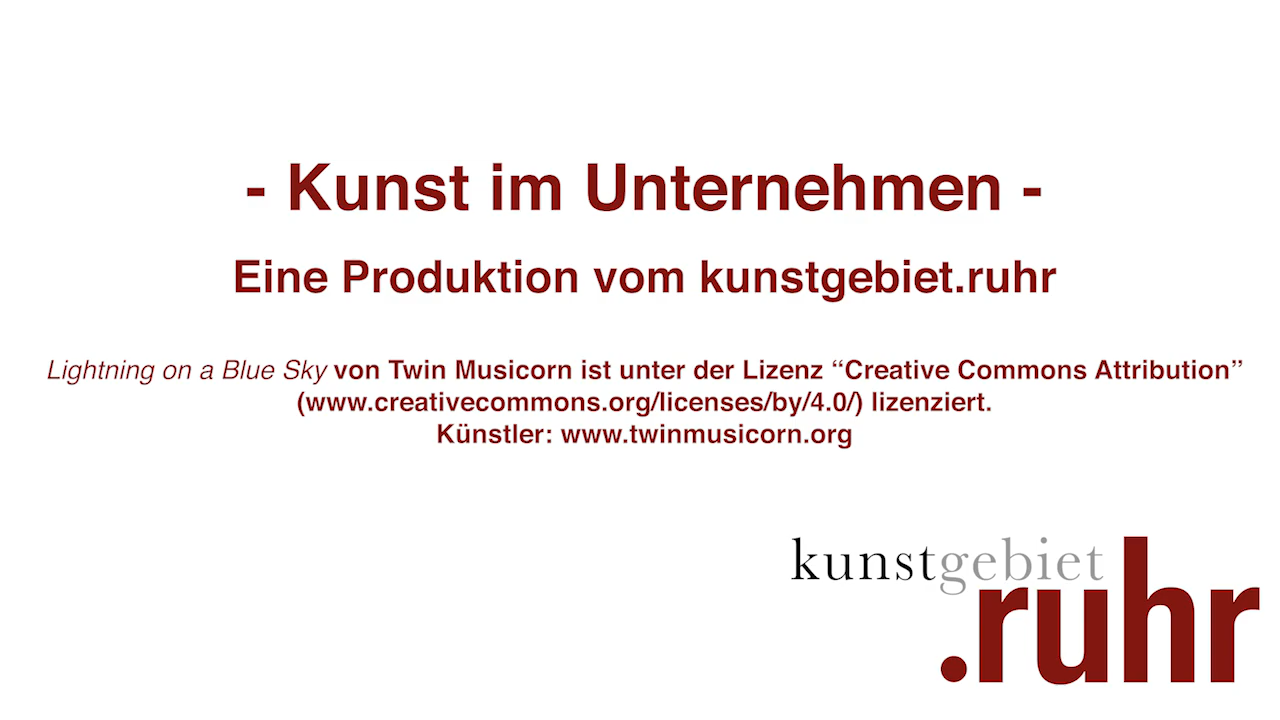 - Kunst im Unternehmen -
Eine Produktion vom kunstgebiet.ruhr
Lightning on a Blue Sky von Twin Musicorn ist unter der Lizenz “Creative Commons Attribution”
(www.creativecommons.org/licenses/by/4.0/) lizenziert.
Künstler: www.twinmusicorn.org
kunstgebiet
.ruhr